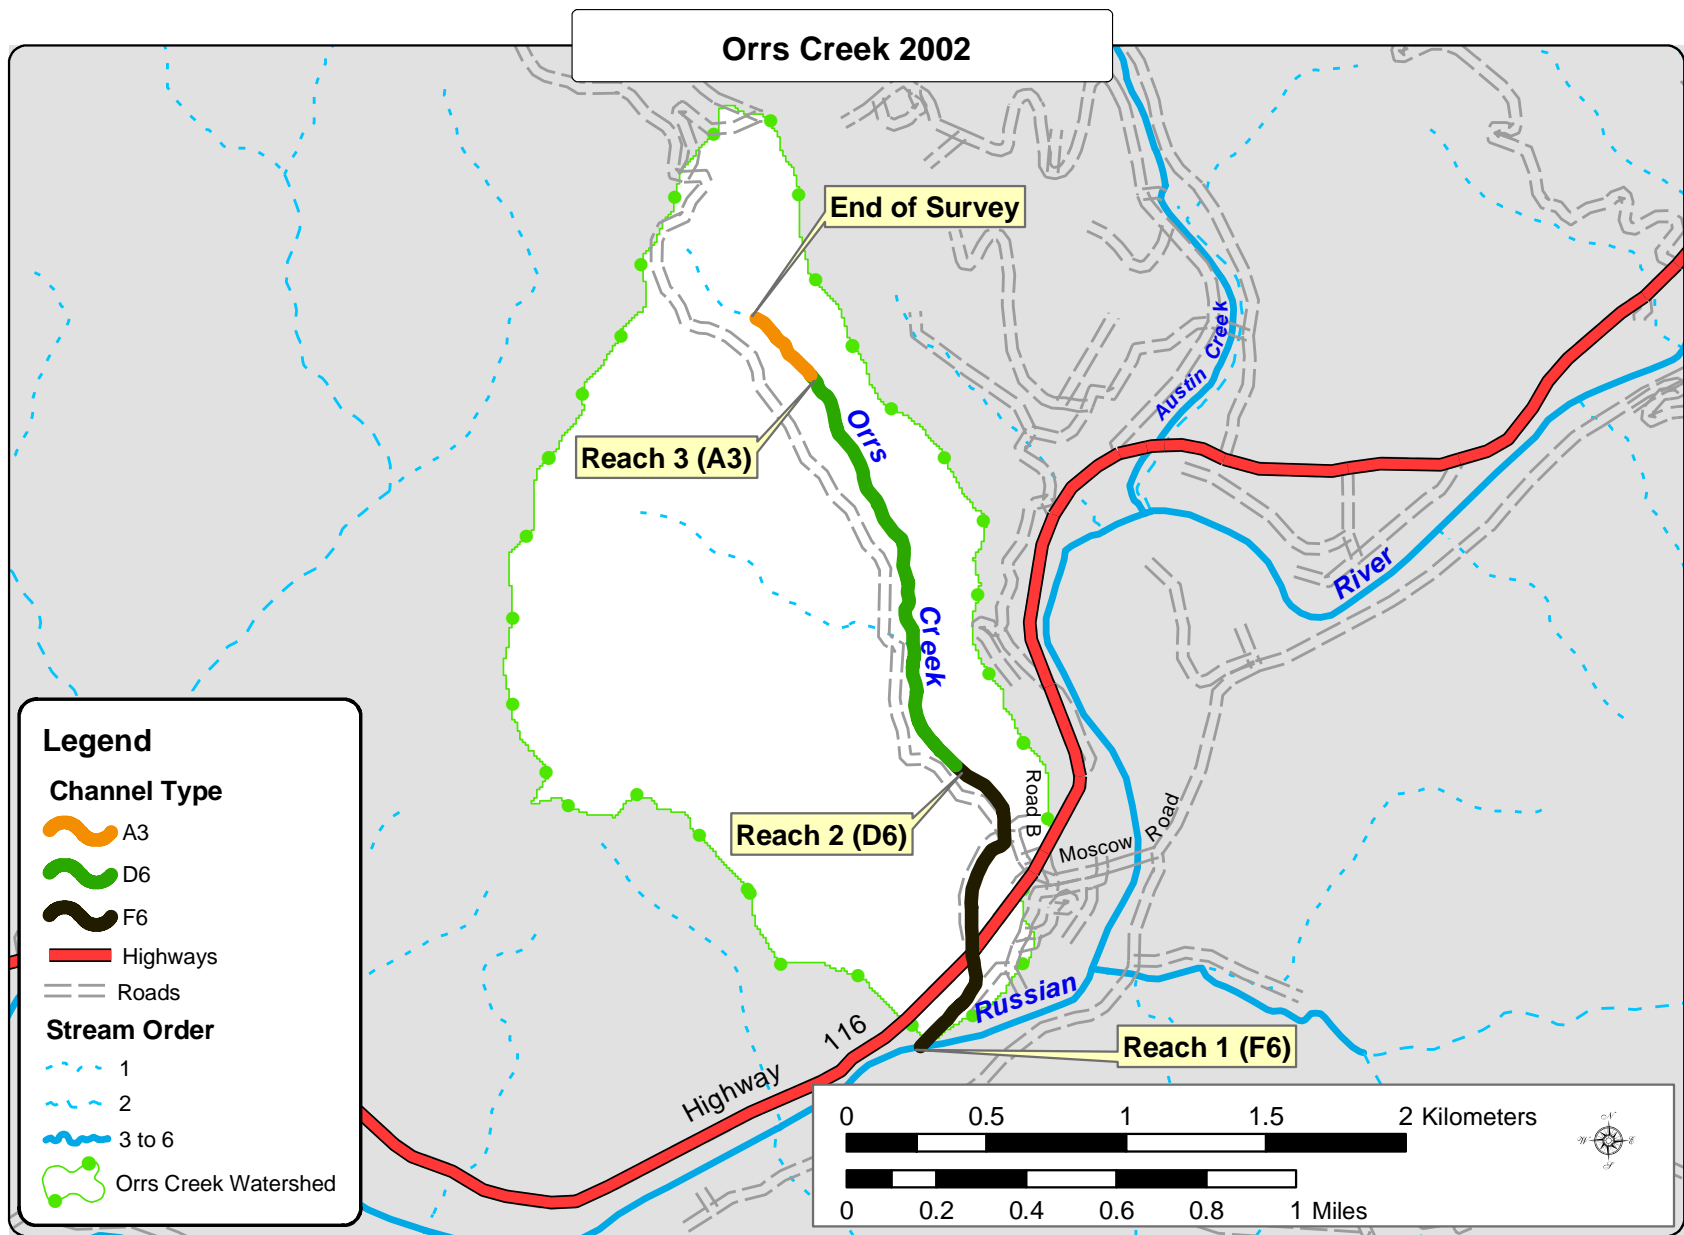 Orrs Creek 2002
End of Survey
Austin Creek
Orrs
Reach 3 (A3)
River
Creek
Legend
Channel Type
A3
D6
F6
Highways
Roads
Stream Order
1
2
3 to 6
Orrs Creek Watershed
Road B
Reach 2 (D6)
Moscow Road
Russian
Reach 1 (F6)
Highway 116
0 0.5 1 1.5 2 Kilometers
0 0.2 0.4 0.6 0.8 1 Miles
N
W E
S